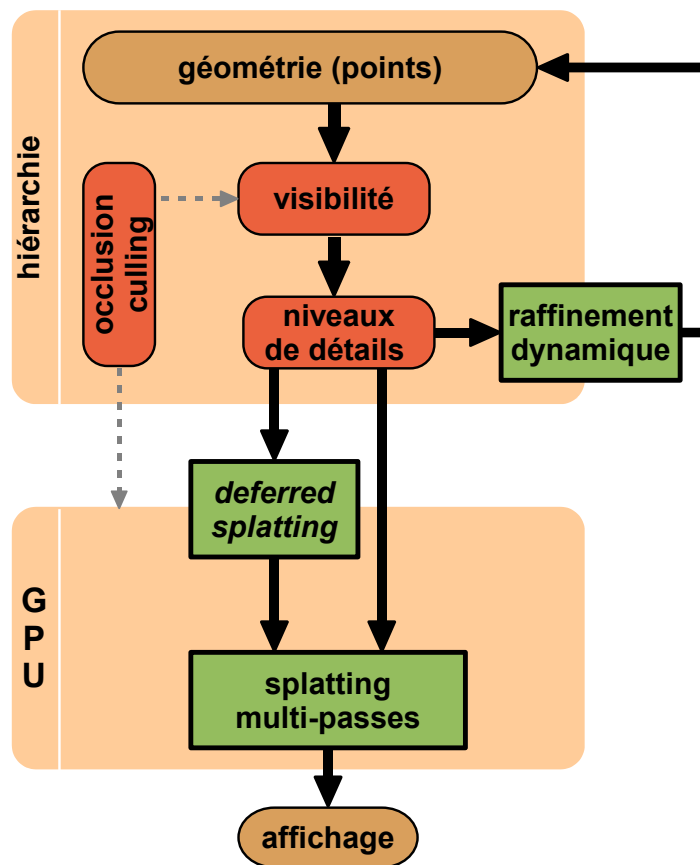 géométrie (points)
hiérarchie
occlusion
culling
visibilité
niveaux
de détails
raffinement
dynamique
deferred
splatting
G
P
U
splatting
multi-passes
affichage